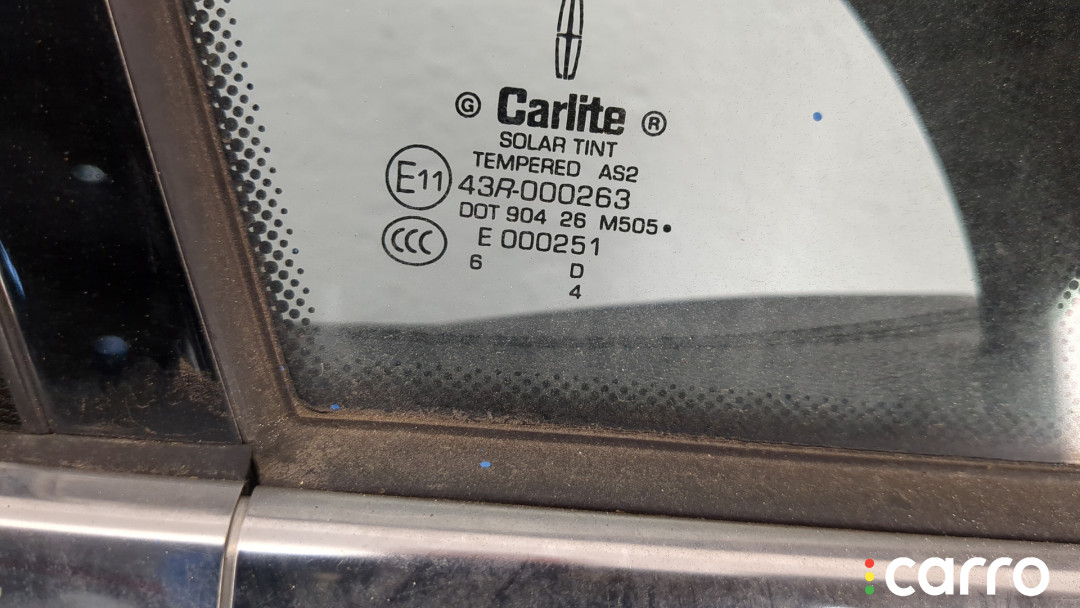 G Carlite R
SOLAR TINT
TEMPERED AS2
E11 43R-000263
DOT 904 26 M505•
CCC E 000251
6 D
4
carro